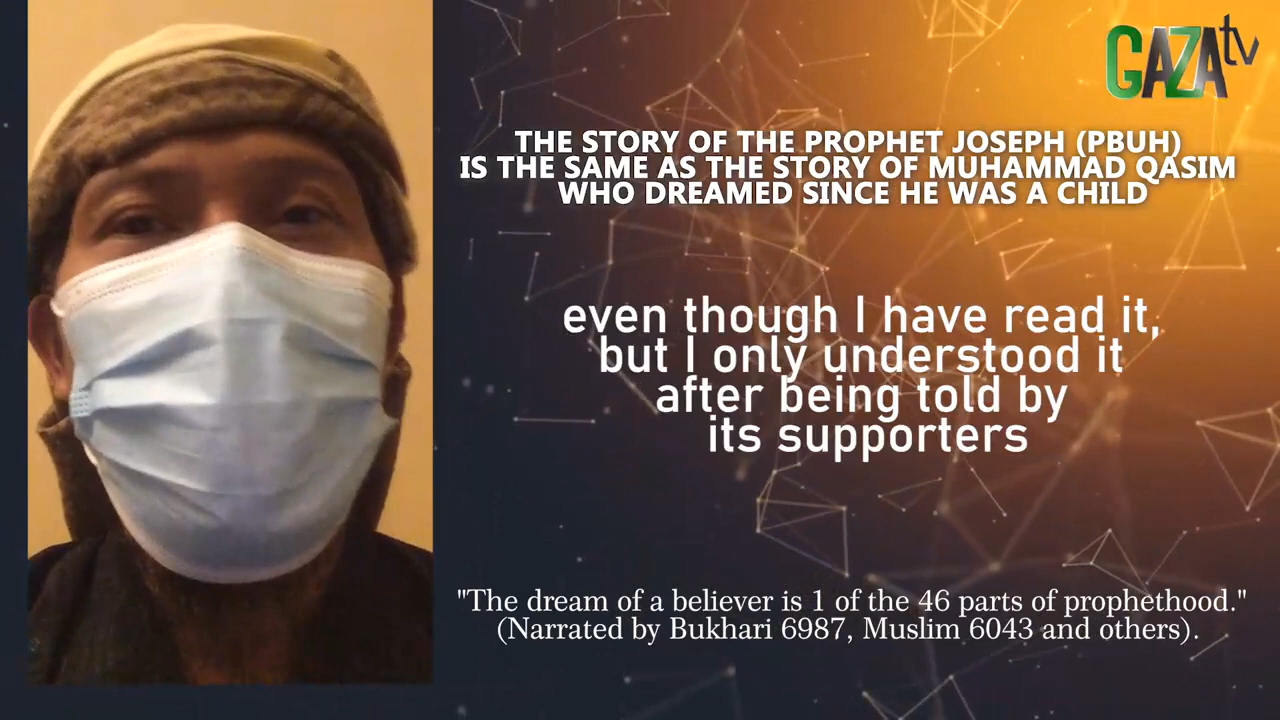 GAZA tv
THE STORY OF THE PROPHET JOSEPH (PBUH)
IS THE SAME AS THE STORY OF MUHAMMAD QASIM
WHO DREAMED SINCE HE WAS A CHILD
even though I have read it,
but I only understood it
after being told by
its supporters
"The dream of a believer is 1 of the 46 parts of prophethood."
(Narrated by Bukhari 6987, Muslim 6043 and others).